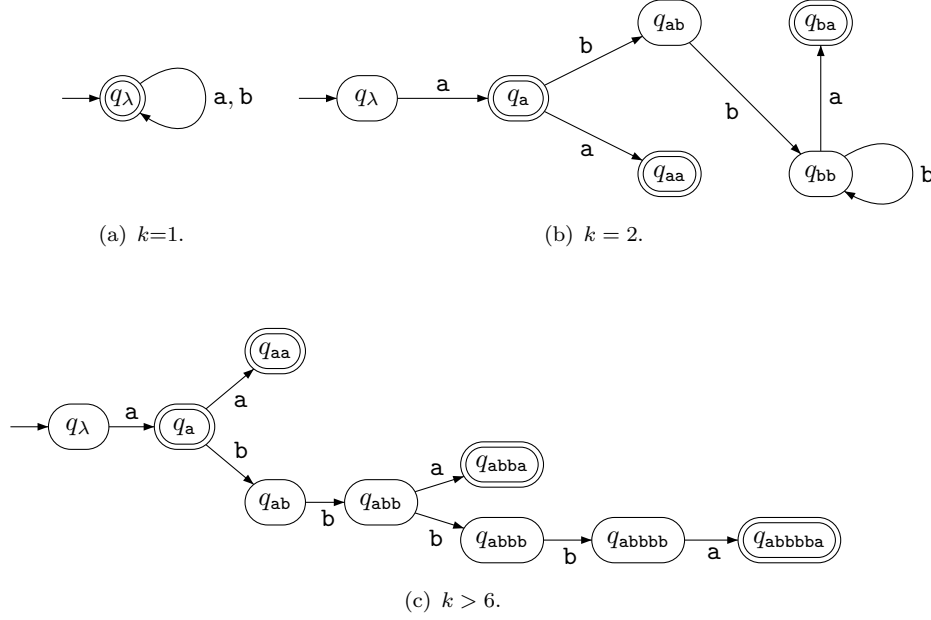 q_ab q_ba
b
q_λ a, b q_λ a q_a b a
a
q_aa q_bb b
(a) k=1. (b) k = 2.
q_aa
a
q_λ a q_a
b a q_abba
q_ab b q_abb
b q_abbb b q_abbbb a q_abbbba
(c) k > 6.